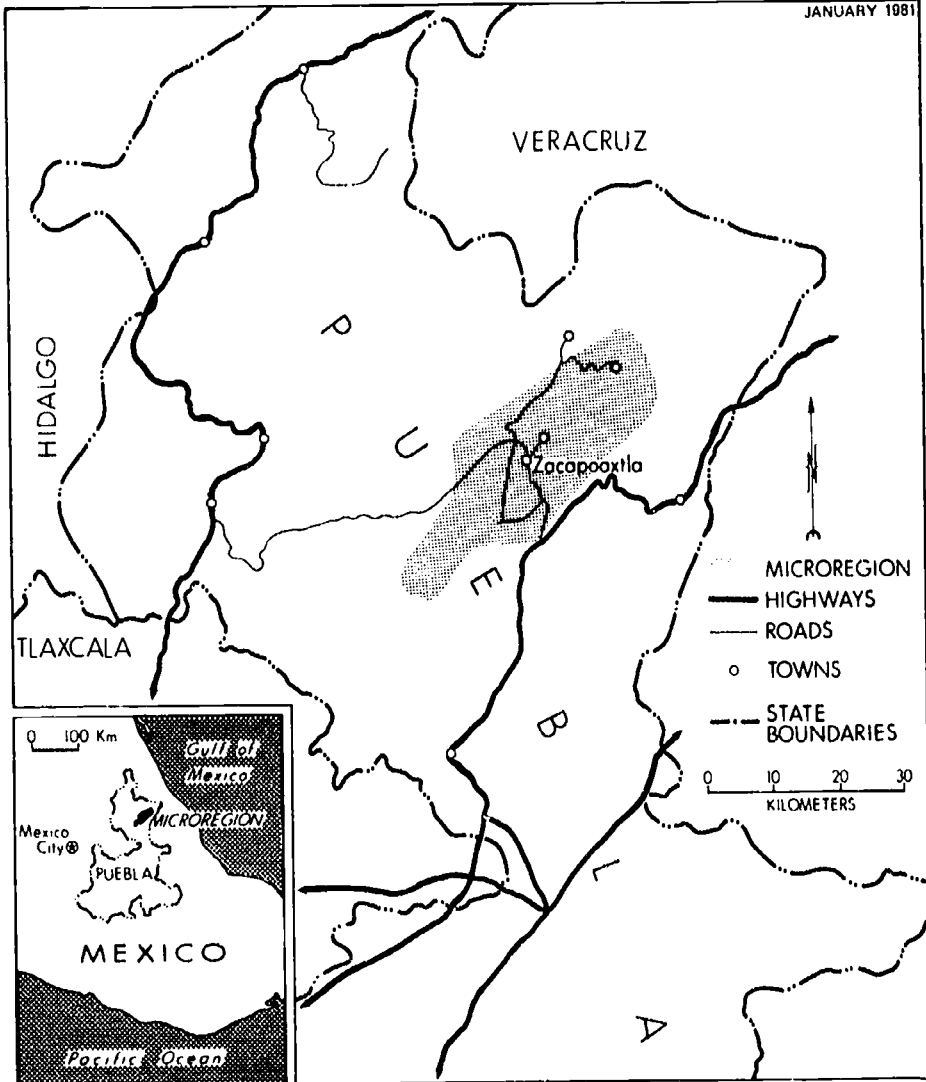 JANUARY 1981
VERACRUZ
HIDALGO
PUEBLA
Zacapoaxtla
N
TLAXCALA
MICROREGION
HIGHWAYS
ROADS
TOWNS
STATE
BOUNDARIES
0 10 20 30
KILOMETERS
0 100 Km
Gulf of
Mexico
MICROREGION
Mexico
City
PUEBLA
MEXICO
Pacific Ocean